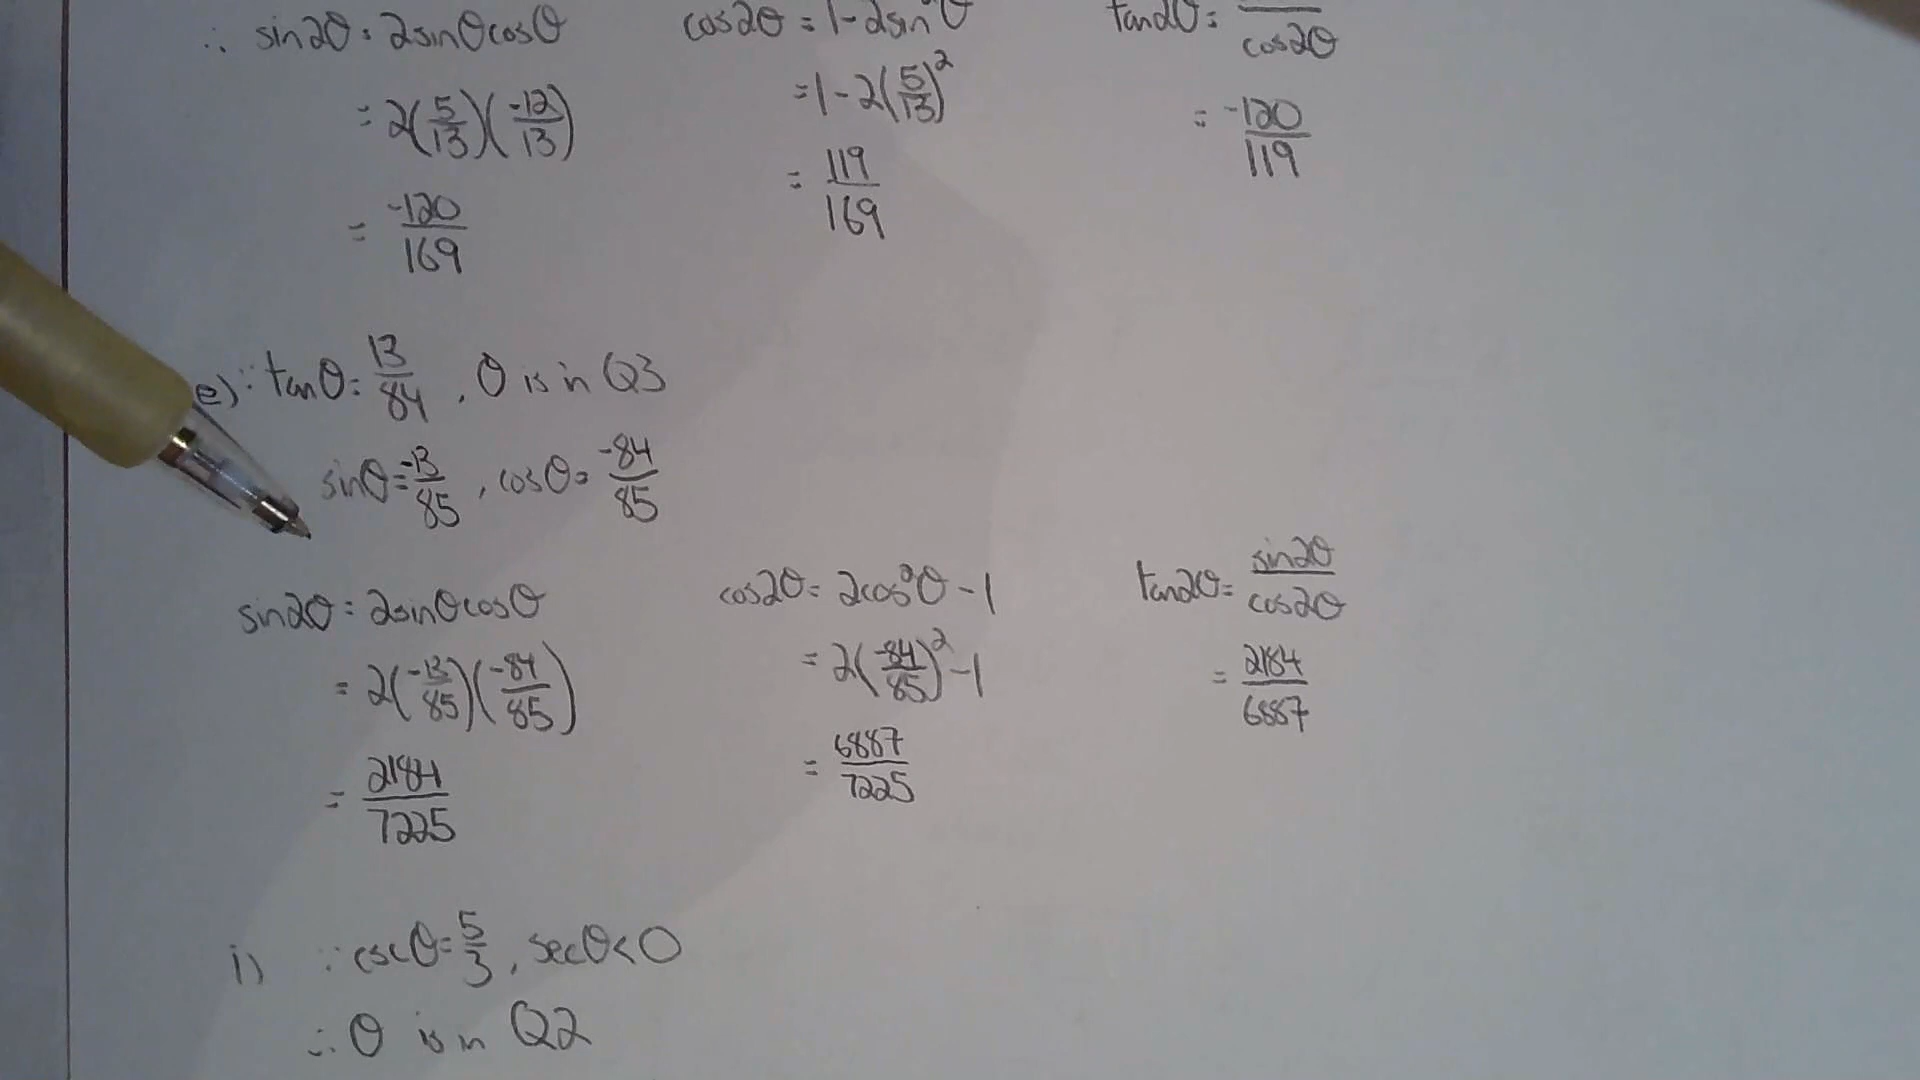 ∴ sin2θ = 2sinθcosθ
= 2(5/13)(-12/13)
= -120/169
cos2θ = 1-2sin²θ
= 1-2(5/13)²
= 119/169
tan2θ = /cos2θ
= -120/119
e) ∵ tanθ = 13/84, θ is in Q3
sinθ = -13/85, cosθ = -84/85
sin2θ = 2sinθcosθ
= 2(-13/85)(-84/85)
= 2184/7225
cos2θ = 2cos²θ - 1
= 2(-84/85)² - 1
= 6887/7225
tan2θ = sin2θ/cos2θ
= 2184/6887
i) ∵ cscθ = 5/3, secθ < 0
∴ θ is in Q2